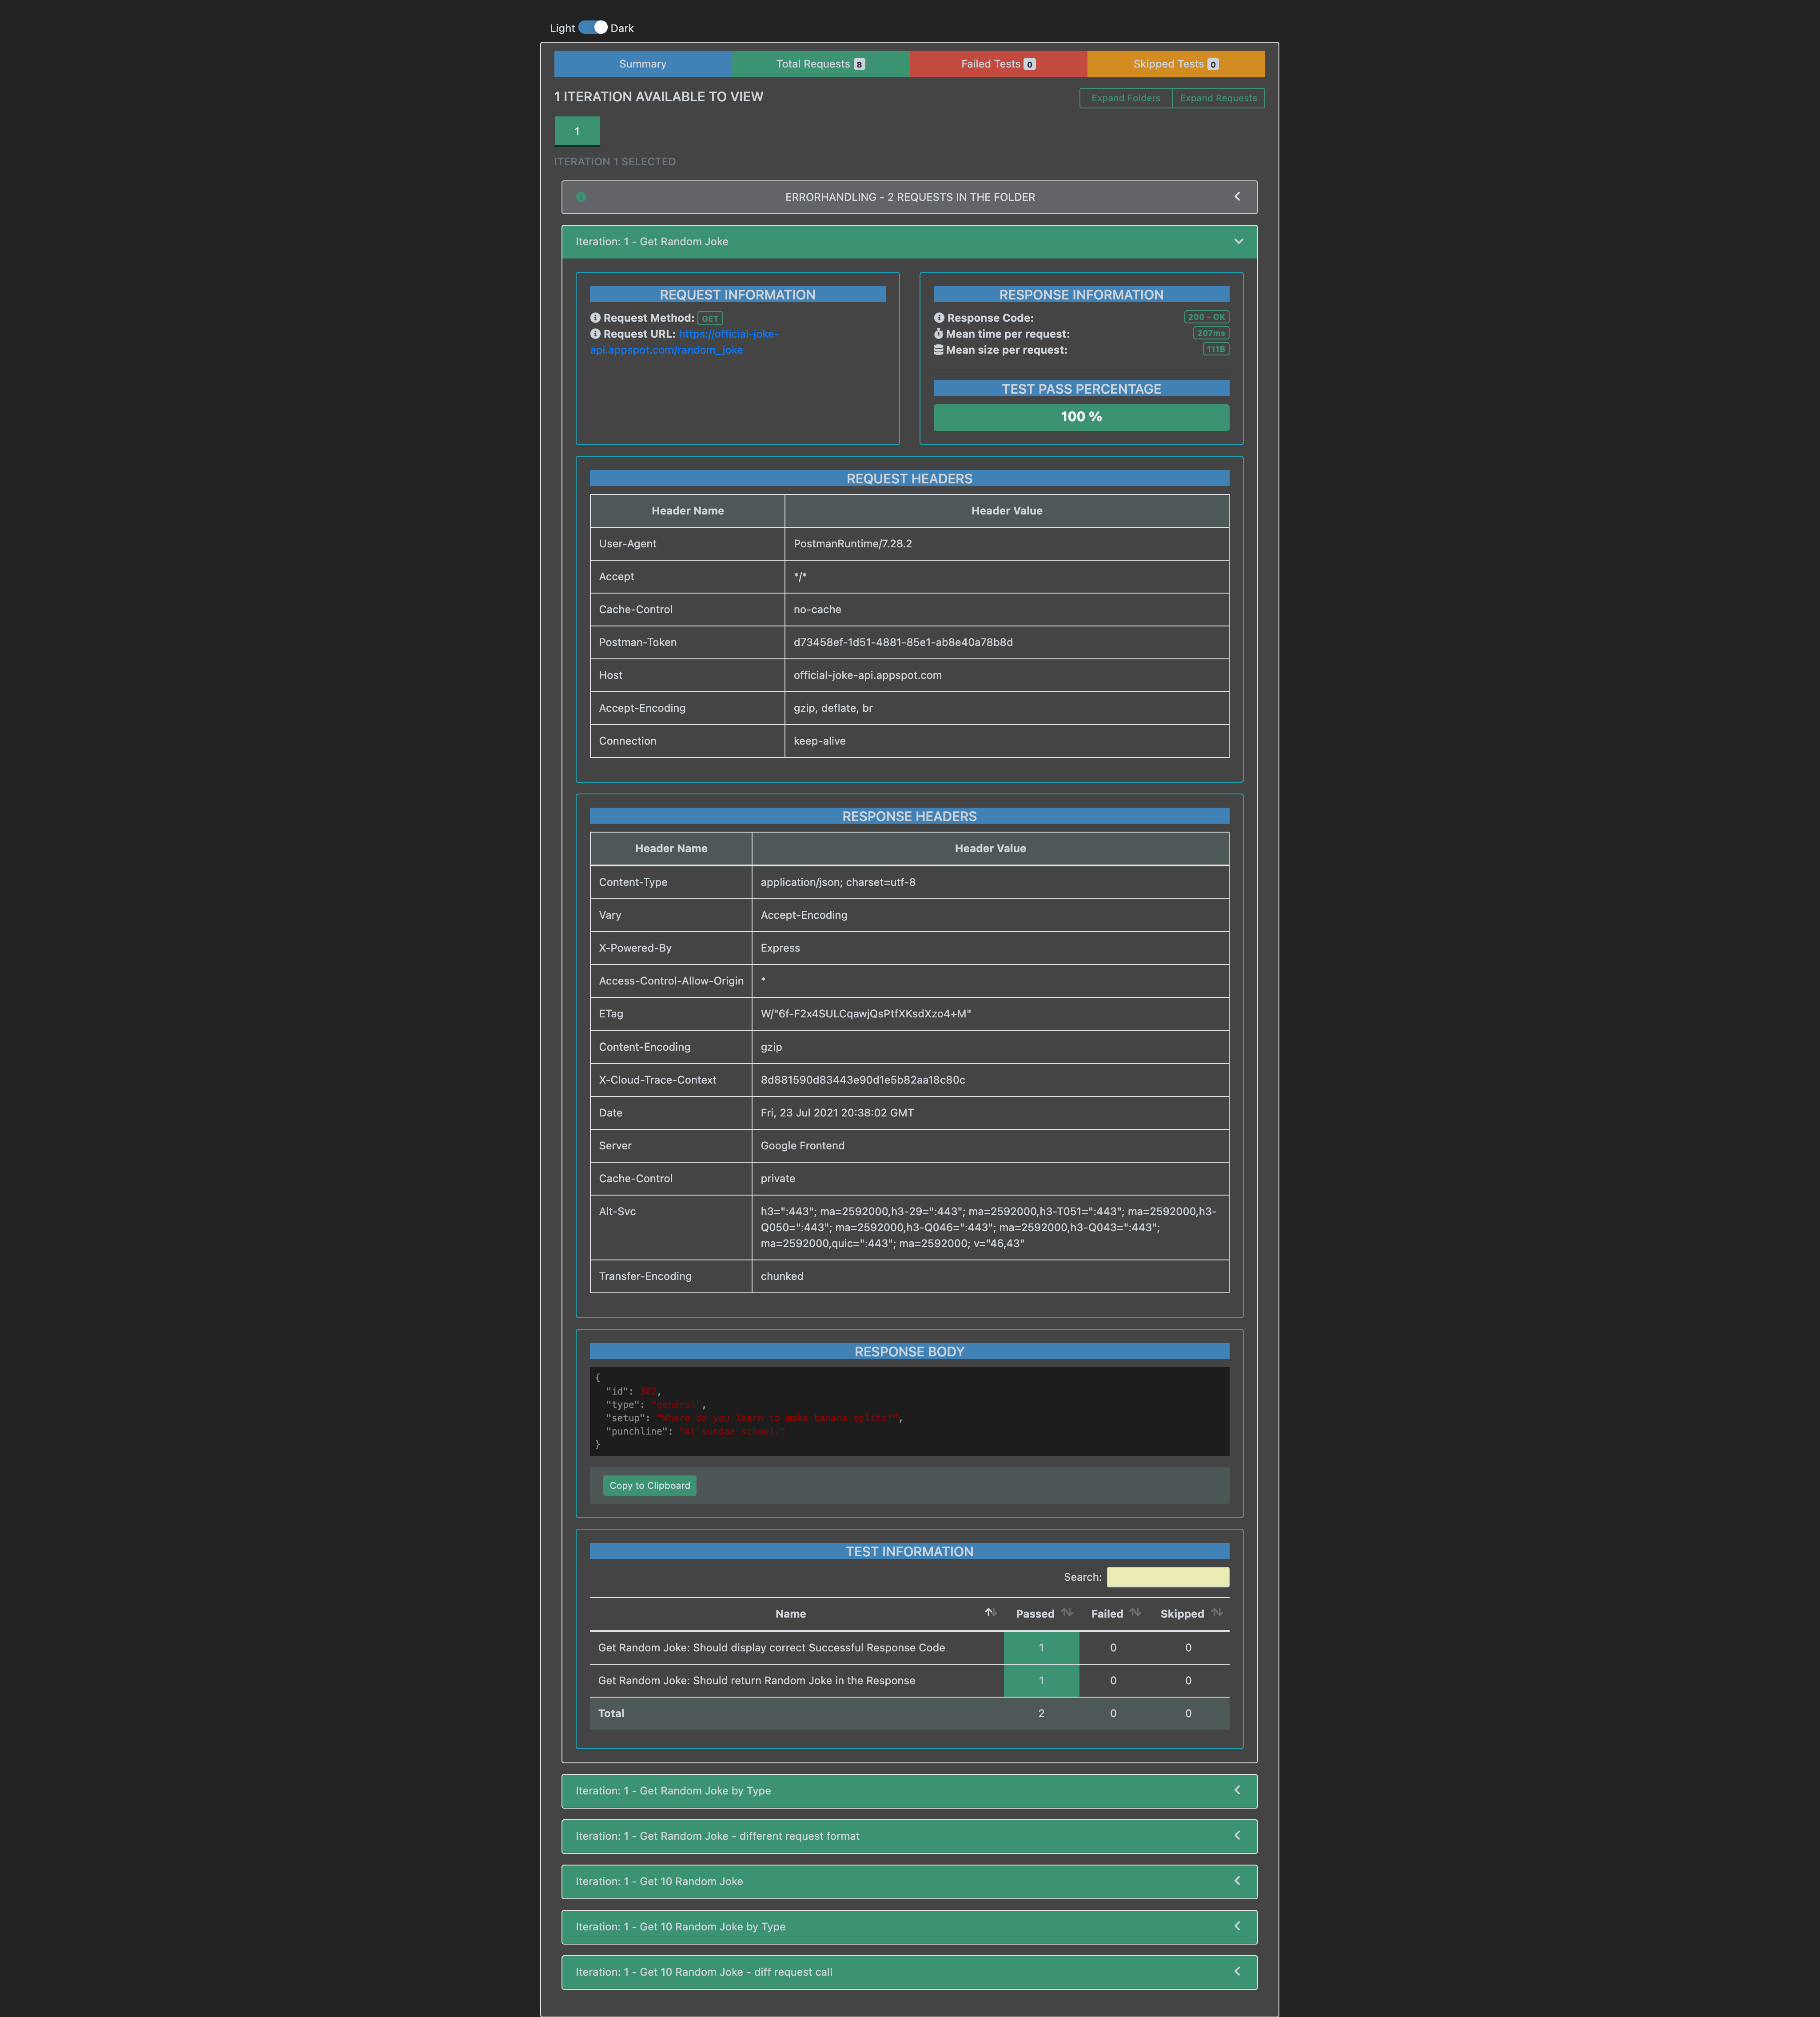 Light Dark
Summary Total Requests 8 Failed Tests 0 Skipped Tests 0
1 ITERATION AVAILABLE TO VIEW
Expand Folders Expand Requests
1
ITERATION 1 SELECTED
ERRORHANDLING - 2 REQUESTS IN THE FOLDER
Iteration: 1 - Get Random Joke
REQUEST INFORMATION
Request Method: GET
Request URL: https://official-joke-
api.appspot.com/random_joke
RESPONSE INFORMATION
Response Code: 200 - OK
Mean time per request: 207ms
Mean size per request: 111B
TEST PASS PERCENTAGE
100 %
REQUEST HEADERS
Header Name Header Value
User-Agent PostmanRuntime/7.28.2
Accept */*
Cache-Control no-cache
Postman-Token d73458ef-1d51-4881-85e1-ab8e40a78b8d
Host official-joke-api.appspot.com
Accept-Encoding gzip, deflate, br
Connection keep-alive
RESPONSE HEADERS
Header Name Header Value
Content-Type application/json; charset=utf-8
Vary Accept-Encoding
X-Powered-By Express
Access-Control-Allow-Origin *
ETag W/"6f-F2x4SULCqawjQsPtfXKsdXzo4+M"
Content-Encoding gzip
X-Cloud-Trace-Context 8d881590d83443e90d1e5b82aa18c80c
Date Fri, 23 Jul 2021 20:38:02 GMT
Server Google Frontend
Cache-Control private
Alt-Svc h3=":443"; ma=2592000,h3-29=":443"; ma=2592000,h3-T051=":443"; ma=2592000,h3-
Q050=":443"; ma=2592000,h3-Q046=":443"; ma=2592000,h3-Q043=":443";
ma=2592000,quic=":443"; ma=2592000; v="46,43"
Transfer-Encoding chunked
RESPONSE BODY
{
"id": 302,
"type": "general",
"setup": "Where do you learn to make banana splits?",
"punchline": "At sundae school."
}
Copy to Clipboard
TEST INFORMATION
Search:
Name Passed Failed Skipped
Get Random Joke: Should display correct Successful Response Code 1 0 0
Get Random Joke: Should return Random Joke in the Response 1 0 0
Total 2 0 0
Iteration: 1 - Get Random Joke by Type
Iteration: 1 - Get Random Joke - different request format
Iteration: 1 - Get 10 Random Joke
Iteration: 1 - Get 10 Random Joke by Type
Iteration: 1 - Get 10 Random Joke - diff request call